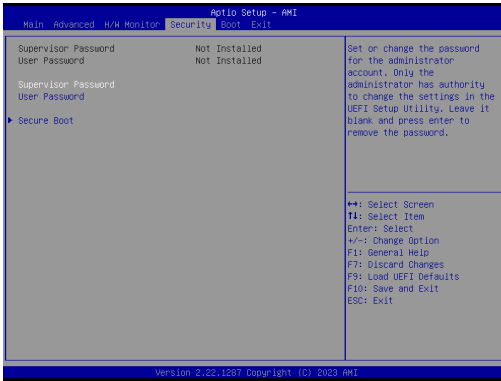 Aptio Setup - AMI
Main Advanced H/W Monitor Security Boot Exit
Supervisor Password Not Installed
User Password Not Installed
Supervisor Password
User Password
Secure Boot
Set or change the password
for the administrator
account. Only the
administrator has authority
to change the settings in the
UEFI Setup Utility. Leave it
blank and press enter to
remove the password.
↔: Select Screen
↑↓: Select Item
Enter: Select
+/-: Change Option
F1: General Help
F7: Discard Changes
F9: Load UEFI Defaults
F10: Save and Exit
ESC: Exit
Version 2.22.1287 Copyright (C) 2023 AMI